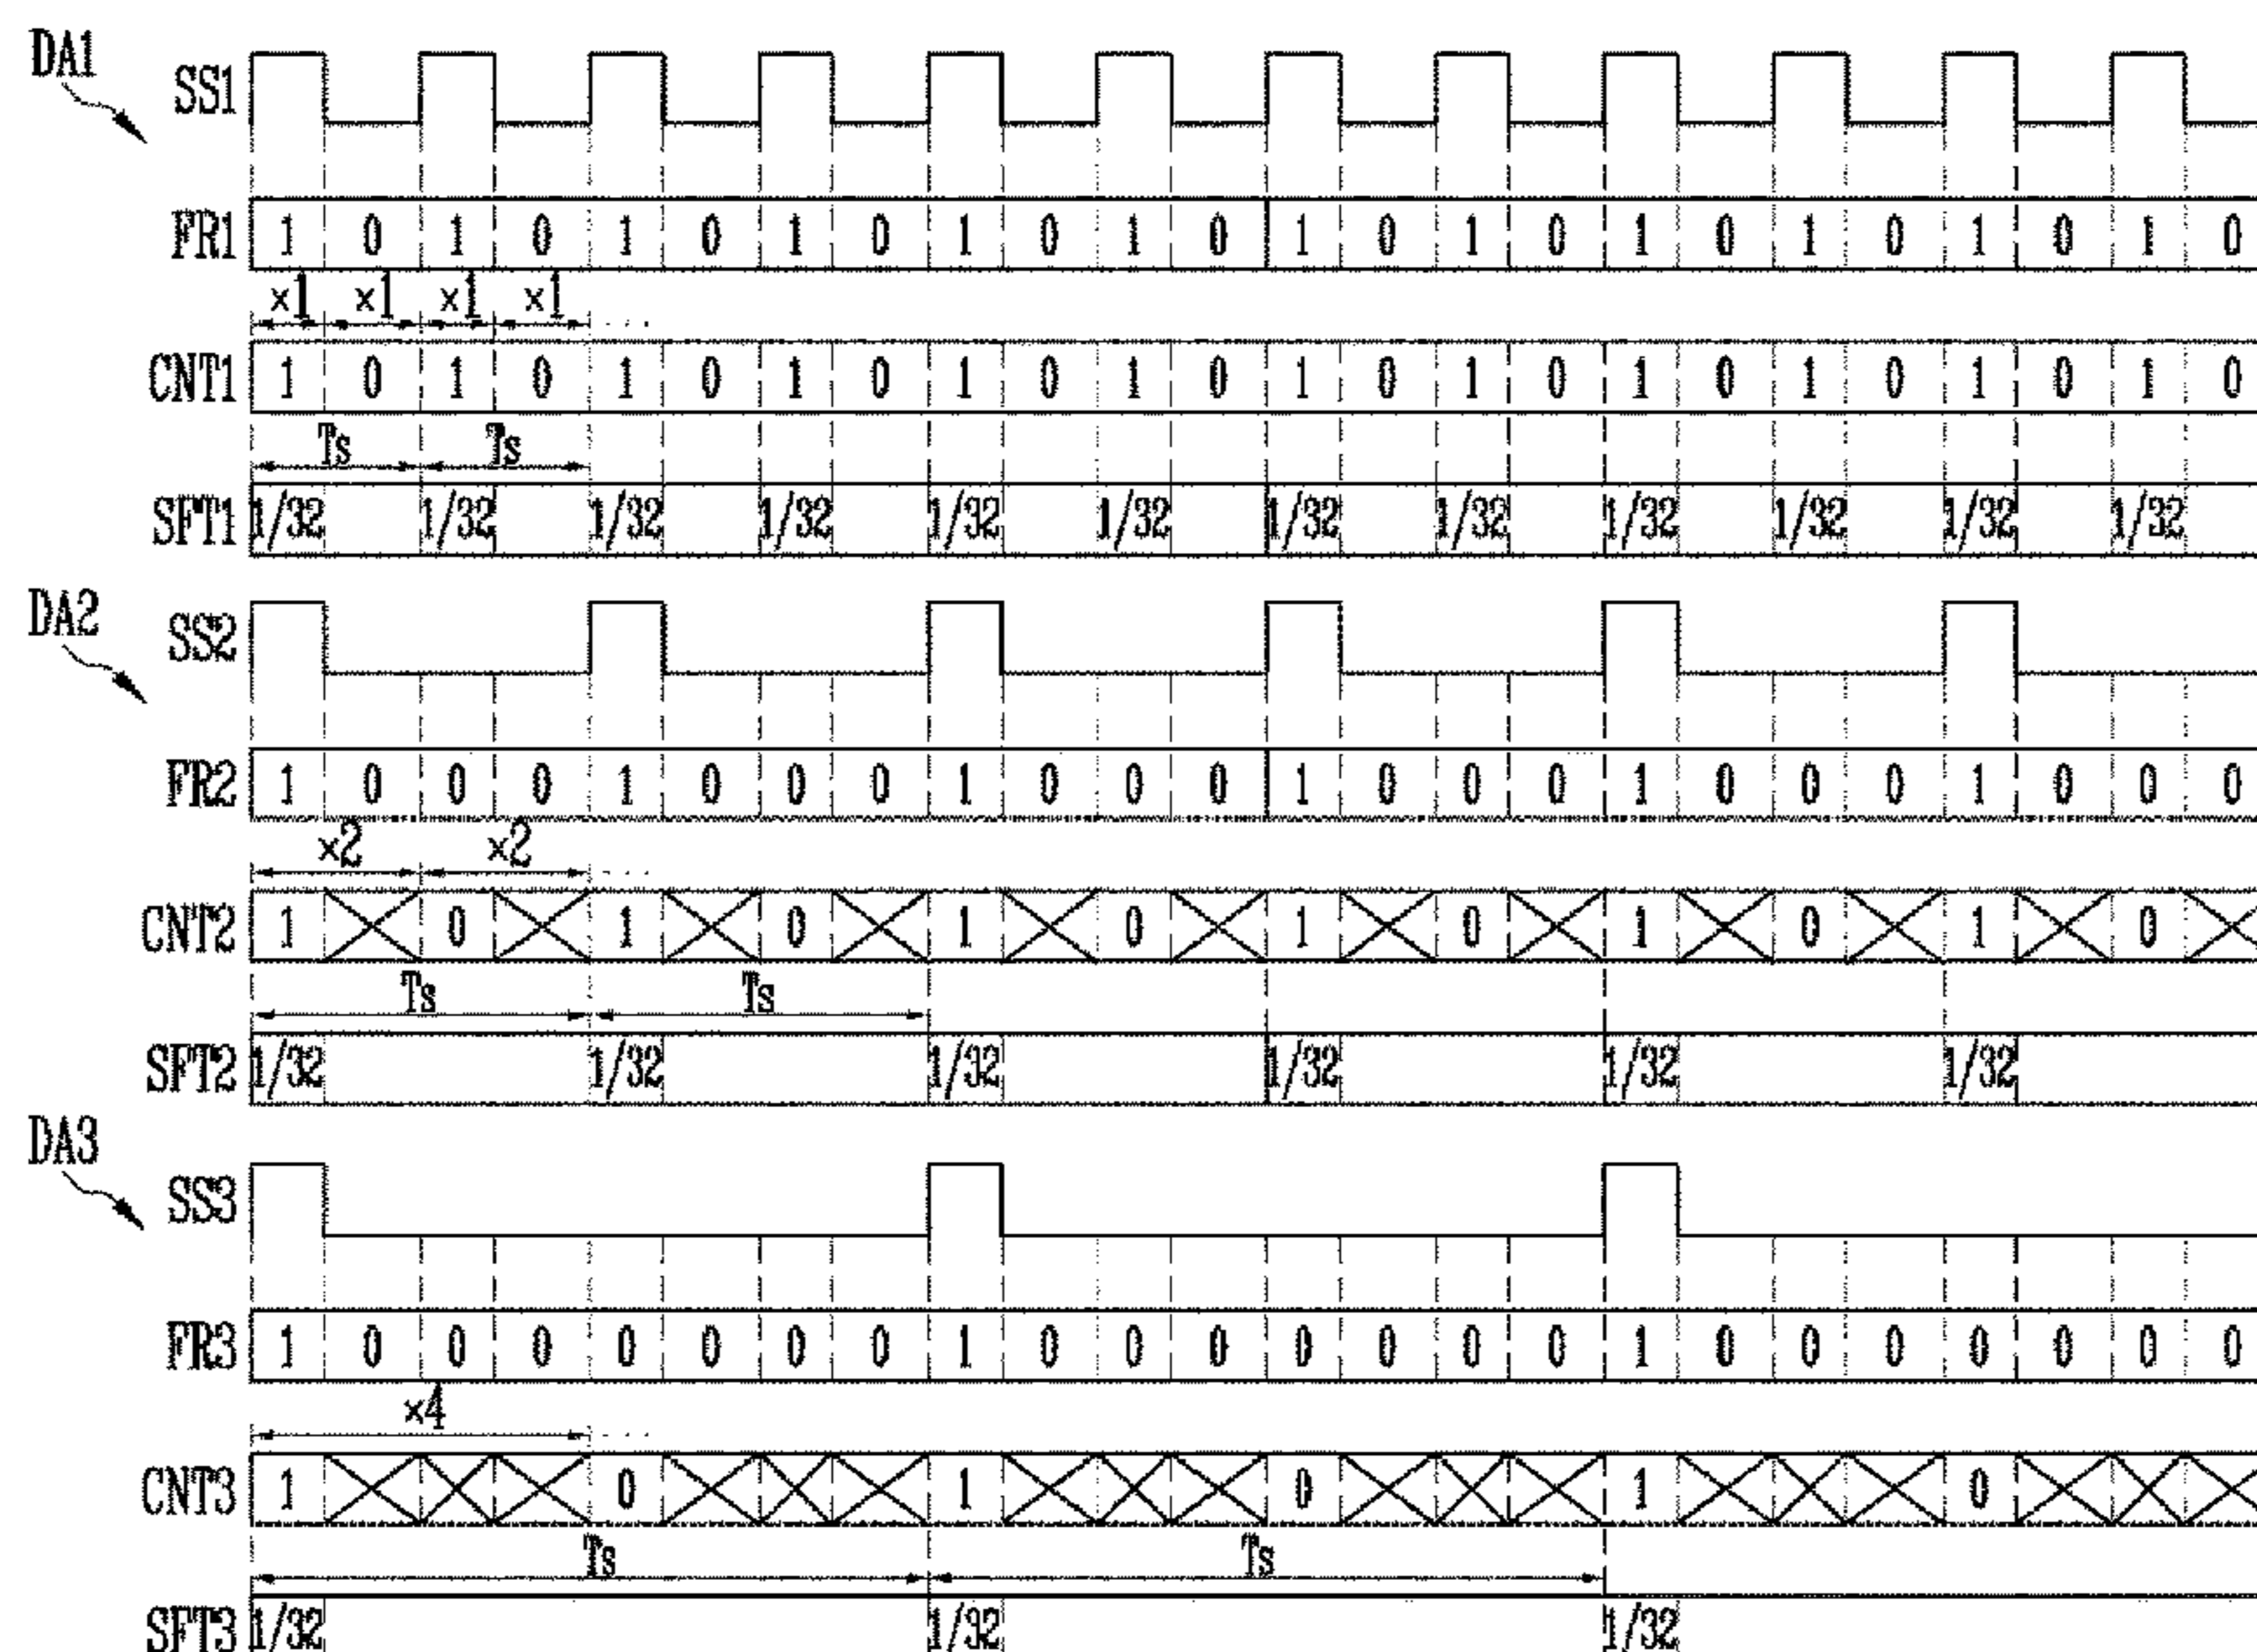 DA1
SS1
FR1 1 0 1 0 1 0 1 0 1 0 1 0 1 0 1 0 1 0 1 0 1 0 1 0
×1 ×1 ×1 ×1
CNT1 1 0 1 0 1 0 1 0 1 0 1 0 1 0 1 0 1 0 1 0 1 0 1 0
Ts Ts
SFT1 1/32 1/32 1/32 1/32 1/32 1/32 1/32 1/32 1/32 1/32 1/32 1/32
DA2
SS2
FR2 1 0 0 0 1 0 0 0 1 0 0 0 1 0 0 0 1 0 0 0 1 0 0 0
×2 ×2
CNT2 1 0 1 0 1 0 1 0 1 0 1 0
Ts Ts
SFT2 1/32 1/32 1/32 1/32 1/32 1/32
DA3
SS3
FR3 1 0 0 0 0 0 0 0 1 0 0 0 0 0 0 0 1 0 0 0 0 0 0 0
×4
CNT3 1 0 1 0 1 0
Ts Ts
SFT3 1/32 1/32 1/32